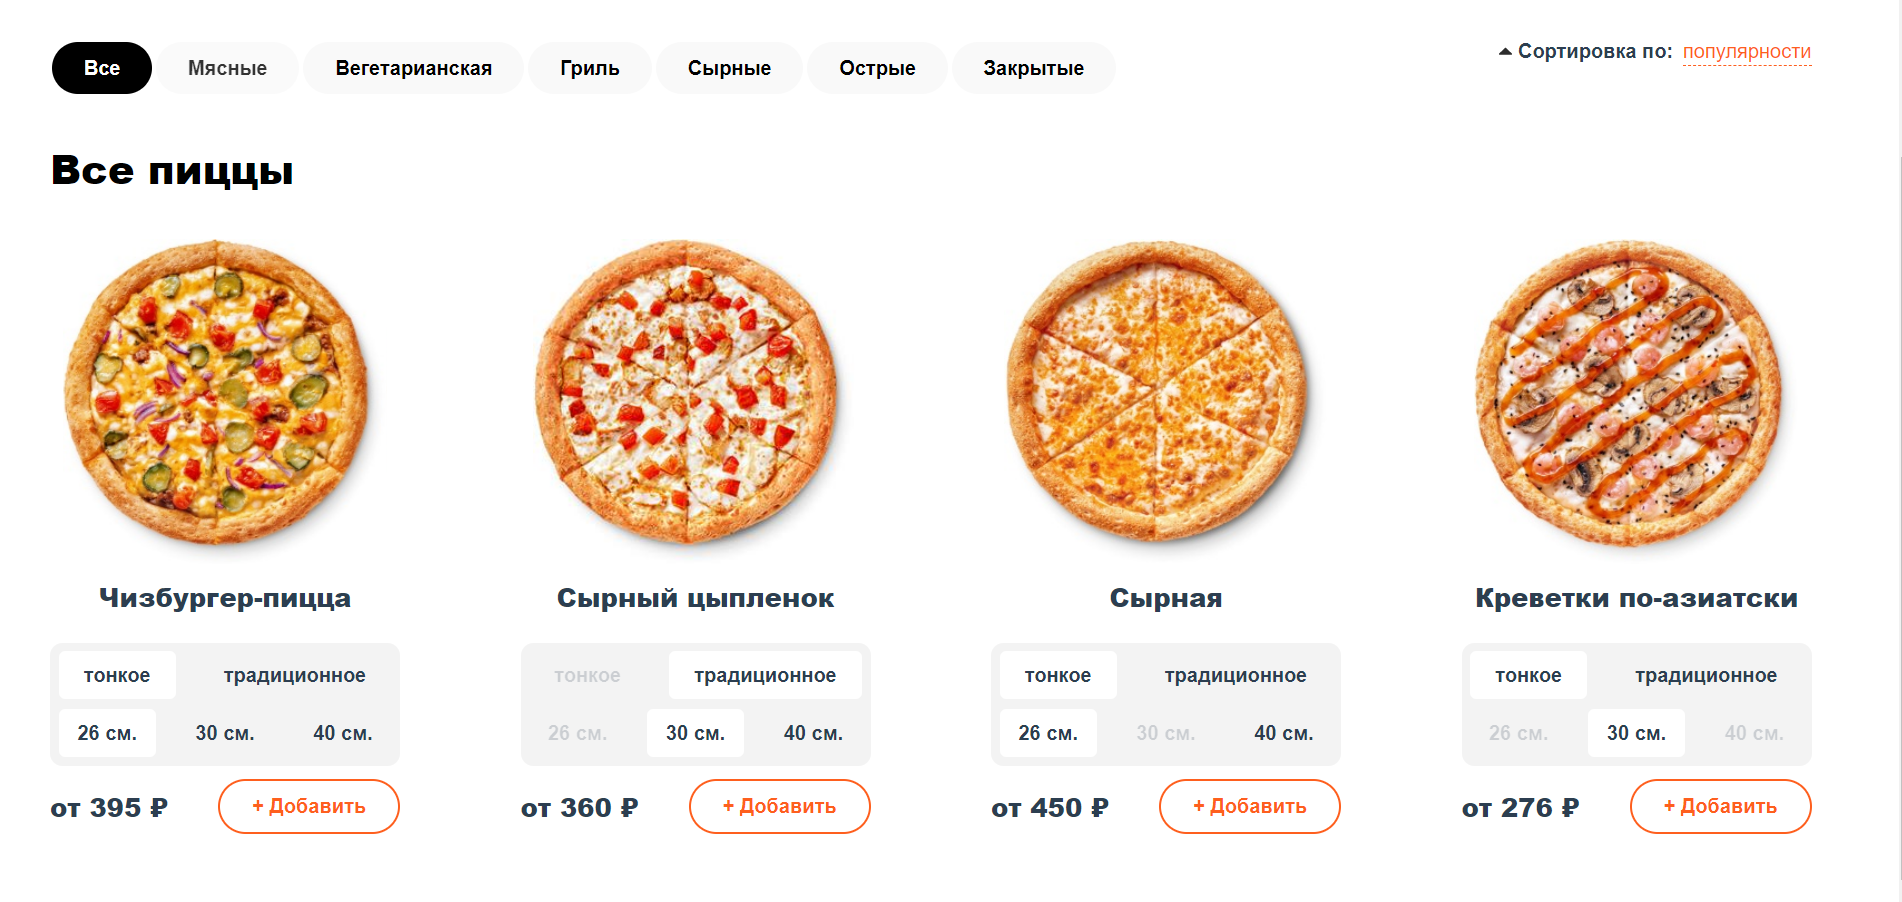 Все Мясные Вегетарианская Гриль Сырные Острые Закрытые
Сортировка по: популярности
Все пиццы
Чизбургер-пицца
тонкое традиционное
26 см. 30 см. 40 см.
от 395 ₽ + Добавить
Сырный цыпленок
тонкое традиционное
26 см. 30 см. 40 см.
от 360 ₽ + Добавить
Сырная
тонкое традиционное
26 см. 30 см. 40 см.
от 450 ₽ + Добавить
Креветки по-азиатски
тонкое традиционное
26 см. 30 см. 40 см.
от 276 ₽ + Добавить